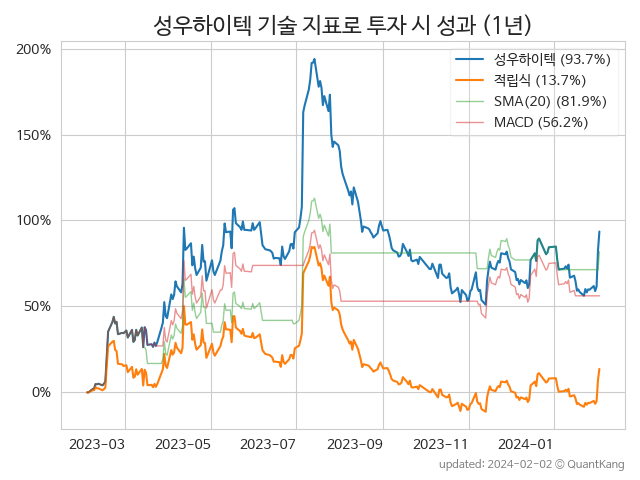 성우하이텍 기술 지표로 투자 시 성과 (1년)
200%
150%
100%
50%
0%
성우하이텍 (93.7%)
적립식 (13.7%)
SMA(20) (81.9%)
MACD (56.2%)
2023-03 2023-05 2023-07 2023-09 2023-11 2024-01
updated: 2024-02-02 © QuantKang